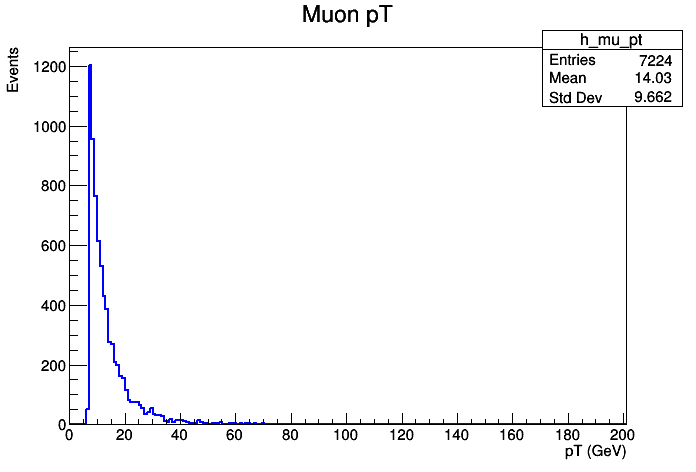 Muon pT
h_mu_pt
Entries 7224
Mean 14.03
Std Dev 9.662
Events
1200
1000
800
600
400
200
0
0 20 40 60 80 100 120 140 160 180 200
pT (GeV)